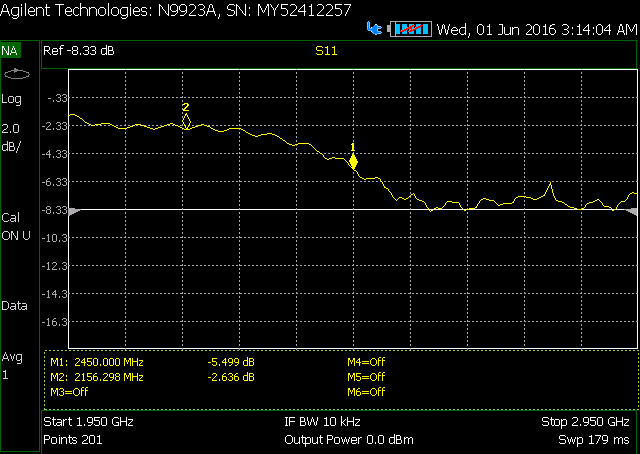 Agilent Technologies: N9923A, SN: MY52412257
Wed, 01 Jun 2016 3:14:04 AM
NA
Ref -8.33 dB
S11
Log
2.0
dB/
Cal
ON U
Data
Avg
1
-.33
-2.33
-4.33
-6.33
-8.33
-10.3
-12.3
-14.3
-16.3
2
1
M1: 2450.000 MHz -5.499 dB M4=Off
M2: 2156.298 MHz -2.636 dB M5=Off
M3=Off M6=Off
Start 1.950 GHz IF BW 10 kHz Stop 2.950 GHz
Points 201 Output Power 0.0 dBm Swp 179 ms